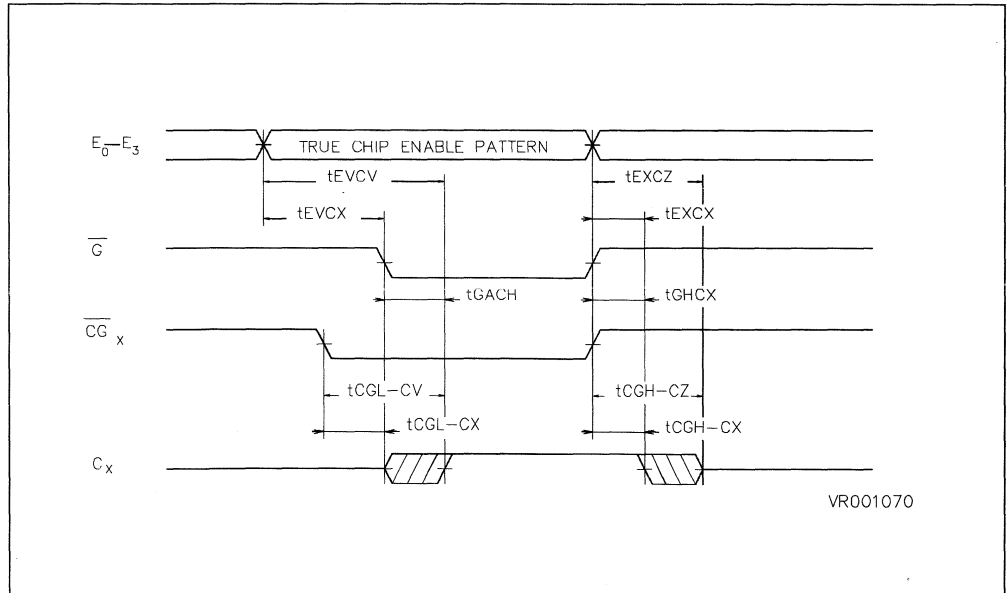 E0—E3 TRUE CHIP ENABLE PATTERN
tEVCV tEXCZ
tEVCX tEXCX
G
tGACH tGHCX
CG X
tCGL-CV tCGH-CZ
tCGL-CX tCGH-CX
CX
VR001070